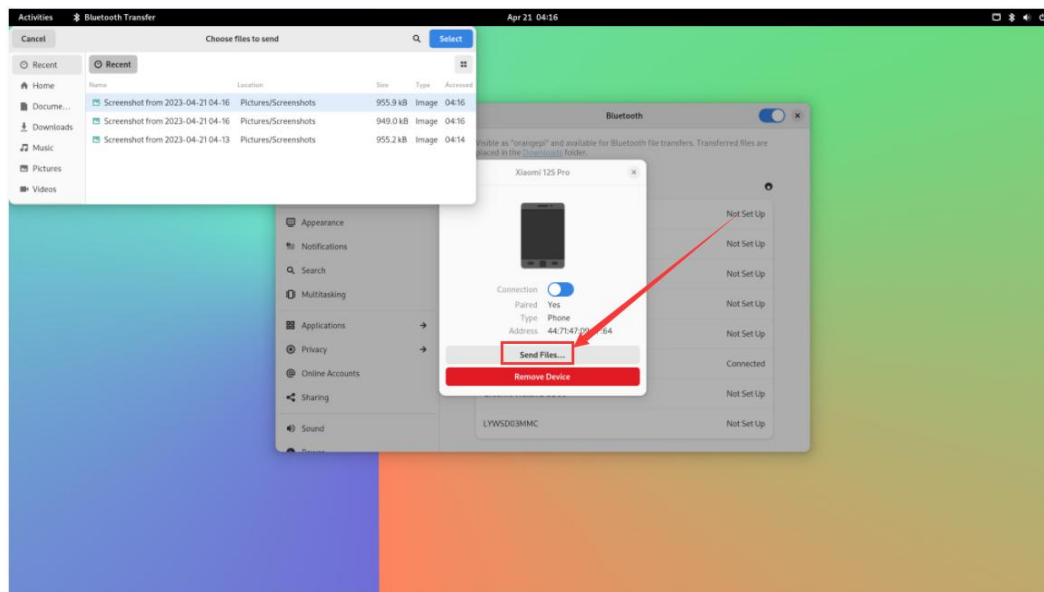 Activities Bluetooth Transfer Apr 21 04:16
Cancel Choose files to send Select
Recent Recent
Home Name Location Size Type Accessed
Docume... Screenshot from 2023-04-21 04-16 Pictures/Screenshots 955.9 kB Image 04:16
Downloads Screenshot from 2023-04-21 04-16 Pictures/Screenshots 949.0 kB Image 04:16
Music Screenshot from 2023-04-21 04-13 Pictures/Screenshots 955.2 kB Image 04:14
Pictures
Videos
Bluetooth
Visible as "orangepi" and available for Bluetooth file transfers. Transferred files are
placed in the Downloads folder.
Xiaomi 12S Pro
Connection
Paired Yes
Type Phone
Address 44:71:47:09: :64
Send Files...
Remove Device
Appearance
Notifications
Search
Multitasking
Applications
Privacy
Online Accounts
Sharing
Sound
Not Set Up
Not Set Up
Not Set Up
Not Set Up
Not Set Up
Connected
Not Set Up
LYWSD03MMC Not Set Up